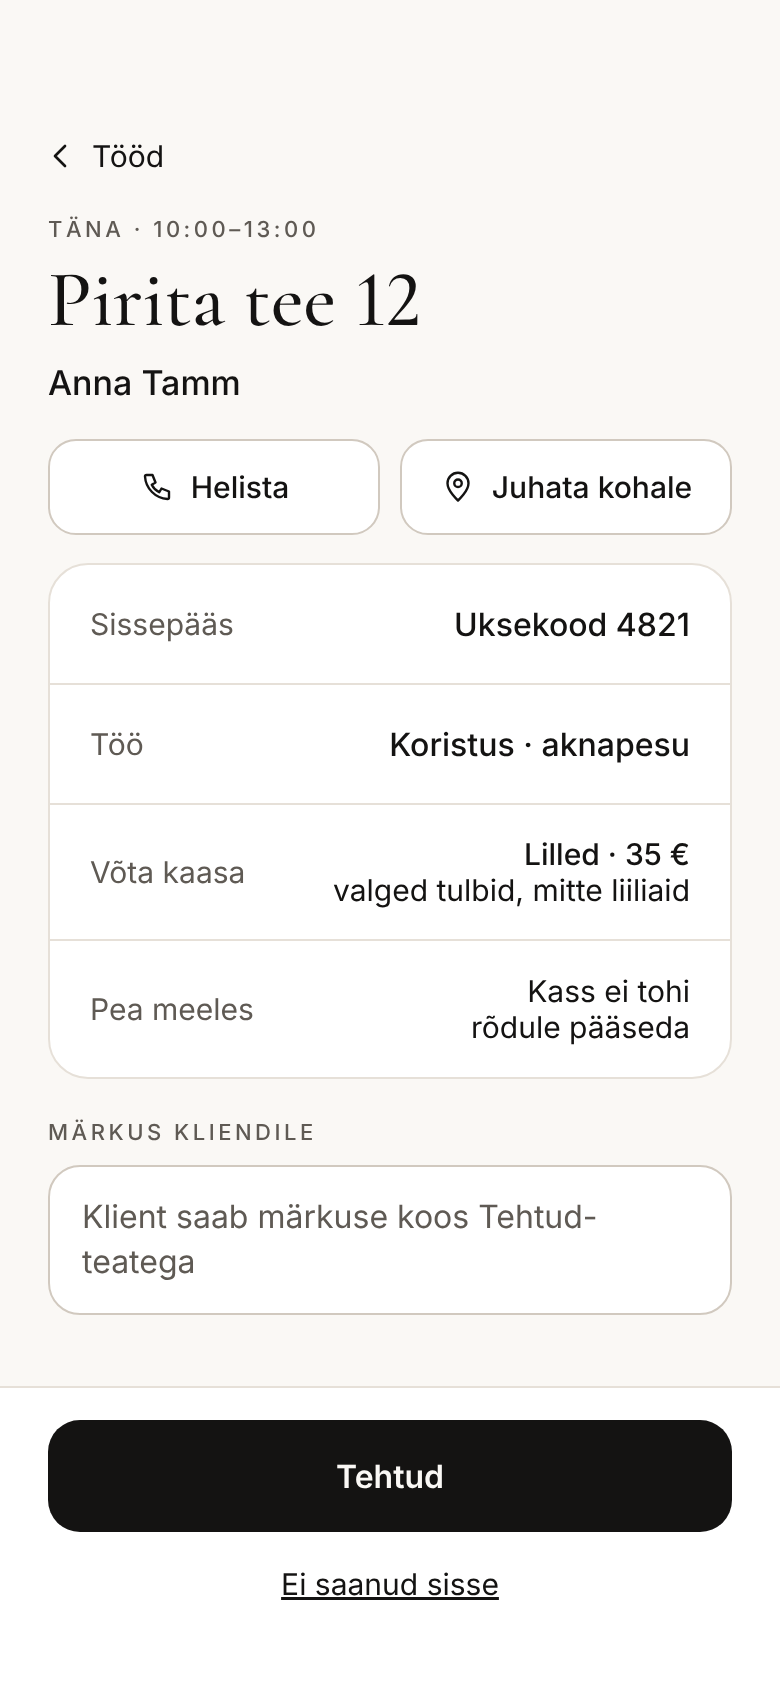 Tööd
TÄNA · 10:00–13:00
Pirita tee 12
Anna Tamm
Helista
Juhata kohale
Sissepääs
Uksekood 4821
Töö
Koristus · aknapesu
Võta kaasa
Lilled · 35 €
valged tulbid, mitte liiliaid
Pea meeles
Kass ei tohi
rõdule pääseda
MÄRKUS KLIENDILE
Klient saab märkuse koos Tehtud-
teatega
Tehtud
Ei saanud sisse